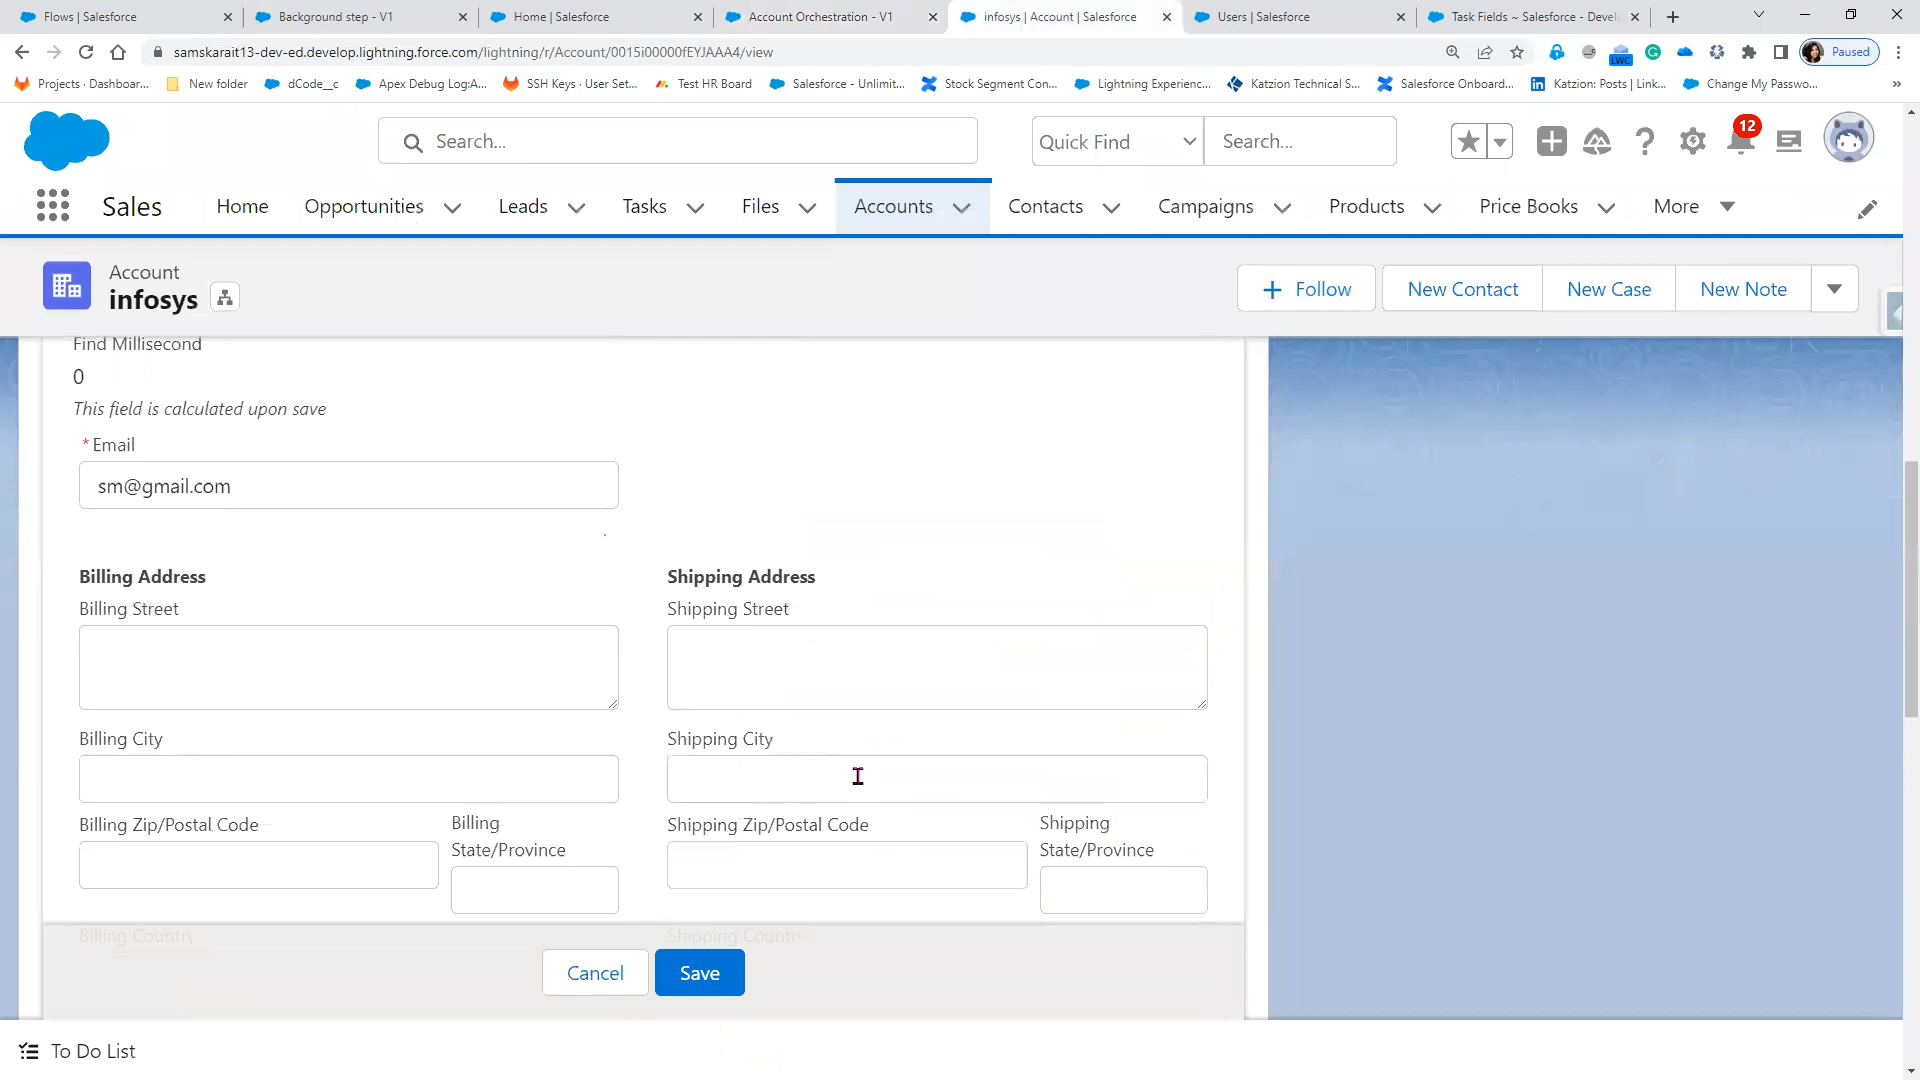 Flows | Salesforce
Background step - V1
Home | Salesforce
Account Orchestration - V1
infosys | Account | Salesforce
Users | Salesforce
Task Fields ~ Salesforce - Devel
samskarait13-dev-ed.develop.lightning.force.com/lightning/r/Account/0015i00000fEYJAAA4/view
LWC
Paused
Projects · Dashboar...
New folder
dCode__c
Apex Debug Log:A...
SSH Keys · User Set...
Test HR Board
Salesforce - Unlimit...
Stock Segment Con...
Lightning Experienc...
Katzion Technical S...
Salesforce Onboard...
Katzion: Posts | Link...
Change My Passwo...
»
Search...
Quick Find
Search...
12
Sales
Home
Opportunities
Leads
Tasks
Files
Accounts
Contacts
Campaigns
Products
Price Books
More
Account
infosys
Follow
New Contact
New Case
New Note
Find Millisecond
0
This field is calculated upon save
*Email
sm@gmail.com
Billing Address
Shipping Address
Billing Street
Shipping Street
Billing City
Shipping City
Billing Zip/Postal Code
Billing
State/Province
Shipping Zip/Postal Code
Shipping
State/Province
Billing Country
Shipping Country
Cancel
Save
To Do List